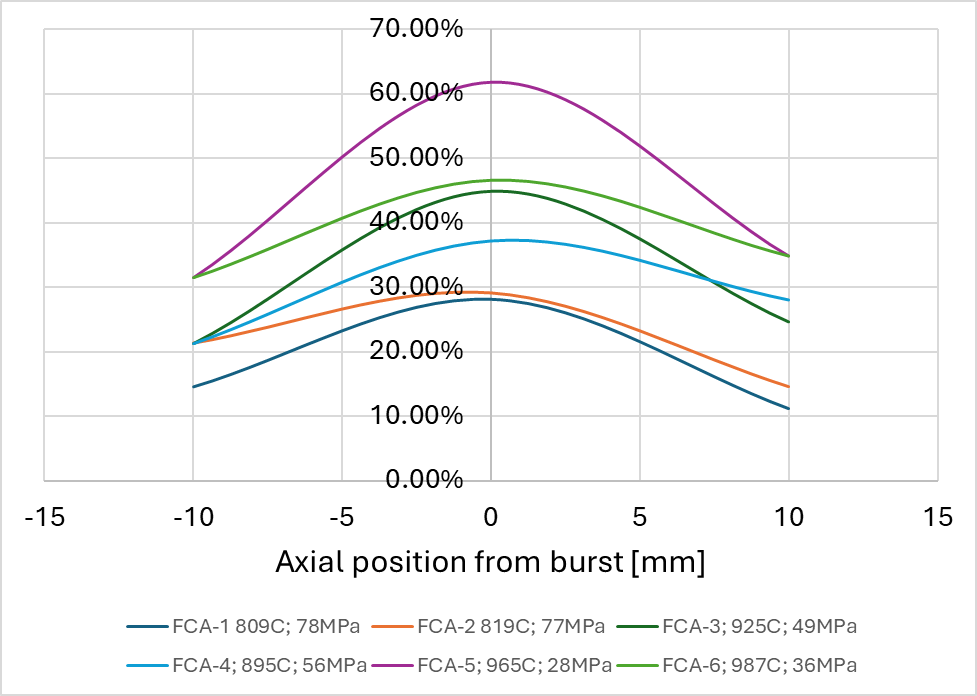 70.00%
60.00%
50.00%
40.00%
30.00%
20.00%
10.00%
0.00%
-15 -10 -5 0 5 10 15
Axial position from burst [mm]
FCA-1 809C; 78MPa FCA-2 819C; 77MPa FCA-3; 925C; 49MPa
FCA-4; 895C; 56MPa FCA-5; 965C; 28MPa FCA-6; 987C; 36MPa